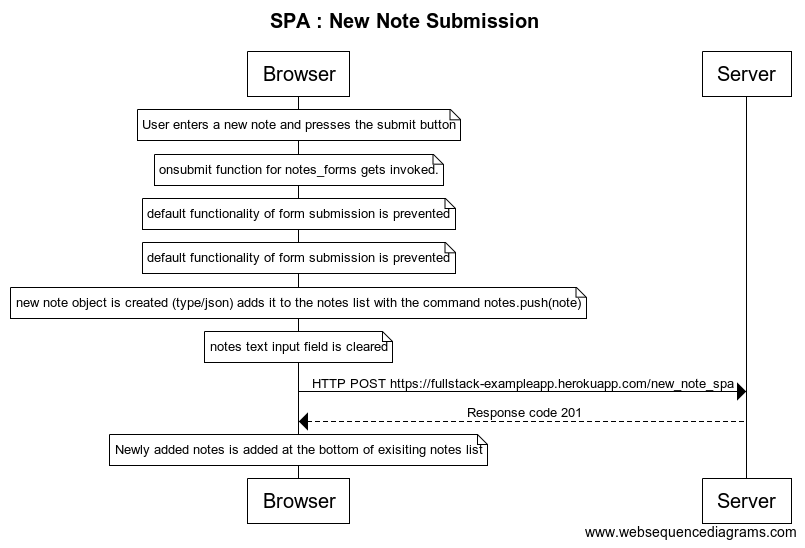 SPA : New Note Submission
Browser
Server
User enters a new note and presses the submit button
onsubmit function for notes_forms gets invoked.
default functionality of form submission is prevented
default functionality of form submission is prevented
new note object is created (type/json) adds it to the notes list with the command notes.push(note)
notes text input field is cleared
HTTP POST https://fullstack-exampleapp.herokuapp.com/new_note_spa
Response code 201
Newly added notes is added at the bottom of exisiting notes list
Browser
Server
www.websequencediagrams.com